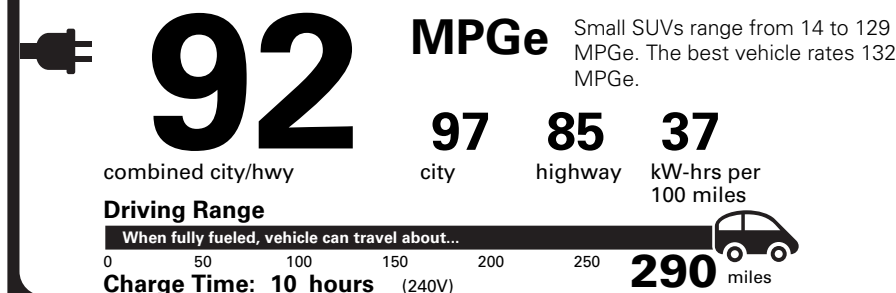 92
MPGe
Small SUVs range from 14 to 129
MPGe. The best vehicle rates 132
MPGe.
combined city/hwy
97
city
85
highway
37
kW-hrs per
100 miles
Driving Range
When fully fueled, vehicle can travel about...
0 50 100 150 200 250 290 miles
Charge Time: 10 hours (240V)